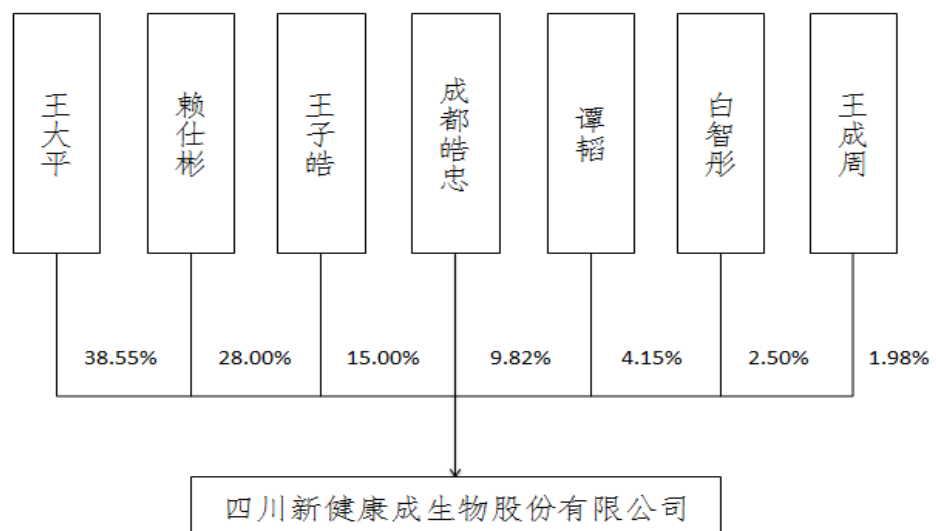 王大平
赖仕彬
王子皓
成都皓忠
谭韬
白智彤
王成周
38.55%
28.00%
15.00%
9.82%
4.15%
2.50%
1.98%
四川新健康成生物股份有限公司